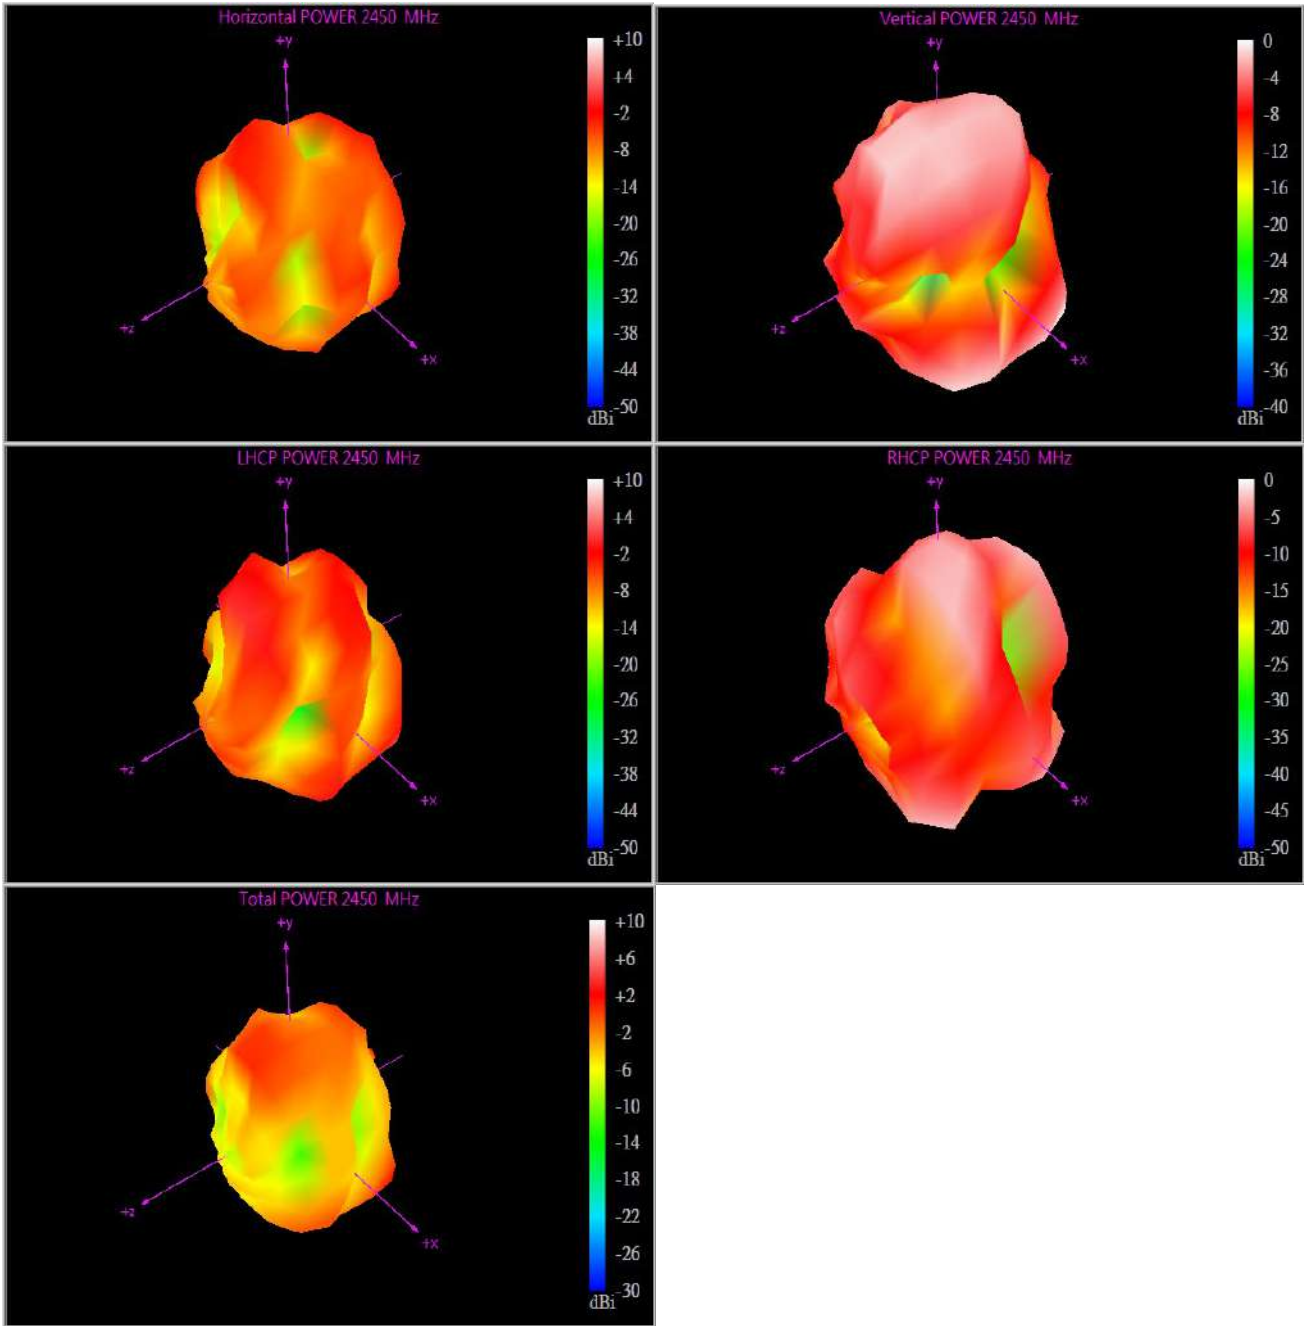 Horizontal POWER 2450 MHz
+y
+z
+x
+10
+4
-2
-8
-14
-20
-26
-32
-38
-44
-50
dBi
Vertical POWER 2450 MHz
+y
+z
+x
0
-4
-8
-12
-16
-20
-24
-28
-32
-36
-40
dBi
LHCP POWER 2450 MHz
+y
+z
+x
+10
+4
-2
-8
-14
-20
-26
-32
-38
-44
-50
dBi
RHCP POWER 2450 MHz
+y
+z
+x
0
-5
-10
-15
-20
-25
-30
-35
-40
-45
-50
dBi
Total POWER 2450 MHz
+y
+z
+x
+10
+6
+2
-2
-6
-10
-14
-18
-22
-26
-30
dBi